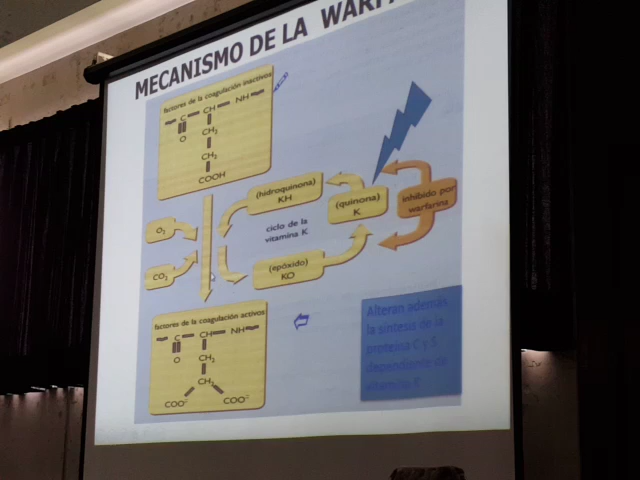 MECANISMO DE LA WARFA
factores de la coagulación inactivos
C CH NH
O CH₂
CH₂
COOH
(hidroquinona)
KH
(quinona)
K
inhibido por
warfarina
O₂
ciclo de la
vitamina K
CO₂
(epóxido)
KO
factores de la coagulación activos
C CH NH
O CH₂
CH₂
COO⁻ COO⁻
Alteran además
la síntesis de la
proteína C y S
dependiente de
vitamina K